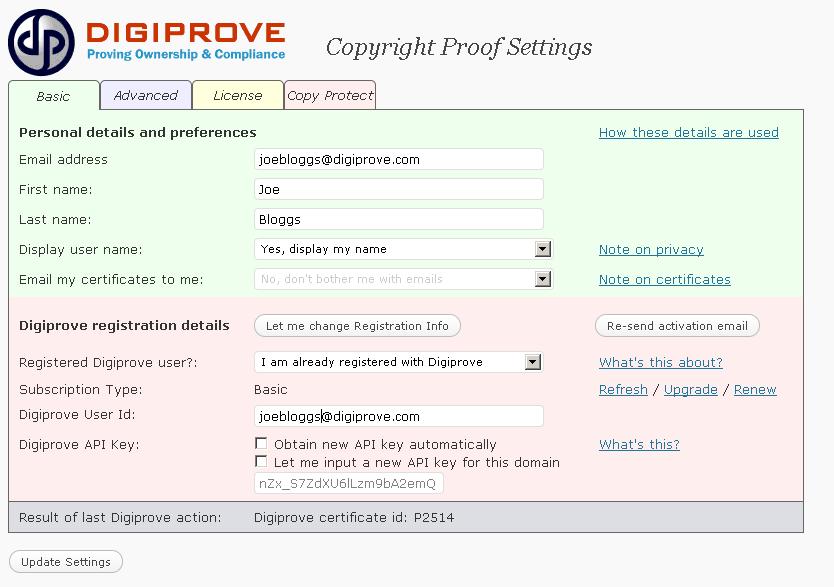 DIGIPROVE
Proving Ownership & Compliance
Copyright Proof Settings
Basic Advanced License Copy Protect
Personal details and preferences How these details are used
Email address joebloggs@digiprove.com
First name: Joe
Last name: Bloggs
Display user name: Yes, display my name Note on privacy
Email my certificates to me: No, don't bother me with emails Note on certificates
Digiprove registration details Let me change Registration Info Re-send activation email
Registered Digiprove user?: I am already registered with Digiprove What's this about?
Subscription Type: Basic Refresh / Upgrade / Renew
Digiprove User Id: joebloggs@digiprove.com
Digiprove API Key: Obtain new API key automatically What's this?
Let me input a new API key for this domain
nZx_S7ZdXU6lLzm9bA2emQ
Result of last Digiprove action: Digiprove certificate id: P2514
Update Settings